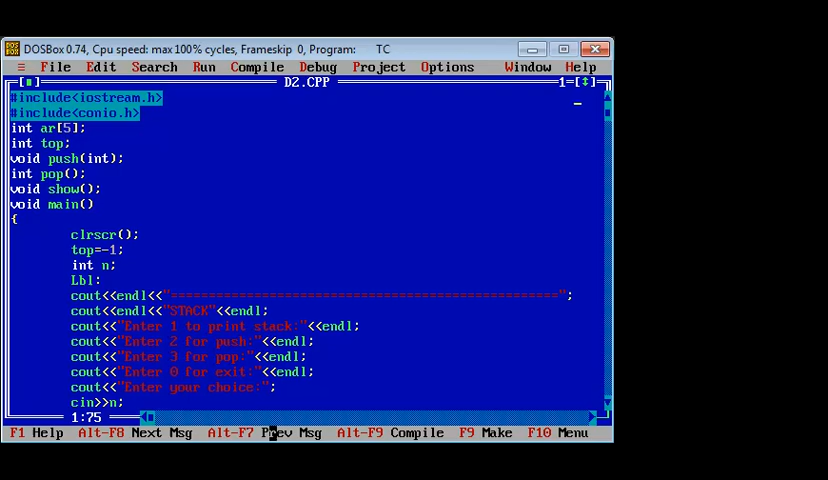 DOSBox 0.74, Cpu speed: max 100% cycles, Frameskip 0, Program: TC
≡ File Edit Search Run Compile Debug Project Options Window Help
[■] D2.CPP 1=[↕]
#include<iostream.h>
#include<conio.h>
int ar[5];
int top;
void push(int);
int pop();
void show();
void main()
{
clrscr();
top=-1;
int n;
Lbl:
cout<<endl<<"===================================================";
cout<<endl<<"STACK"<<endl;
cout<<"Enter 1 to print stack:"<<endl;
cout<<"Enter 2 for push:"<<endl;
cout<<"Enter 3 for pop:"<<endl;
cout<<"Enter 0 for exit:"<<endl;
cout<<"Enter your choice:";
cin>>n;
1:75
F1 Help Alt-F8 Next Msg Alt-F7 Prev Msg Alt-F9 Compile F9 Make F10 Menu